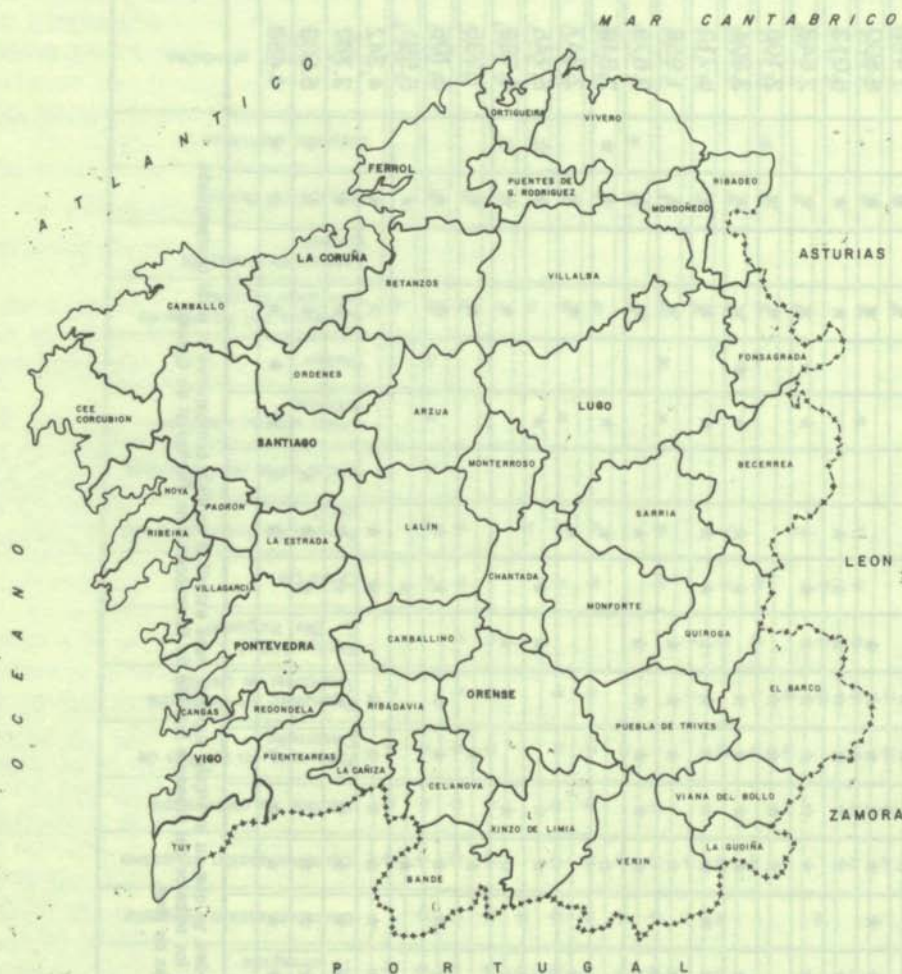 MAR CANTABRICO
ATLANTICO
ORTIGUEIRA
VIVERO
FERROL
PUENTES DE
G. RODRIGUEZ
RIBADEO
MONDOÑEDO
LA CORUÑA
ASTURIAS
BETANZOS
VILLALBA
CARBALLO
FONSAGRADA
ORDENES
ARZUA
LUGO
CEE
CORCUBION
SANTIAGO
MONTERROSO
BECERREA
NOYA
PADRON
SARRIA
RIBEIRA
LA ESTRADA
LALIN
LEON
OCEANO
CHANTADA
VILLAGARCIA
MONFORTE
QUIROGA
CARBALLINO
PONTEVEDRA
EL BARCO
ORENSE
CANGAS
REDONDELA
RIBADAVIA
PUEBLA DE TRIVES
VIGO
PUENTEAREAS
LA CAÑIZA
CELANOVA
VIANA DEL BOLLO
ZAMORA
XINZO DE LIMIA
TUY
LA GUDIÑA
VERIN
BANDE
PORTUGAL